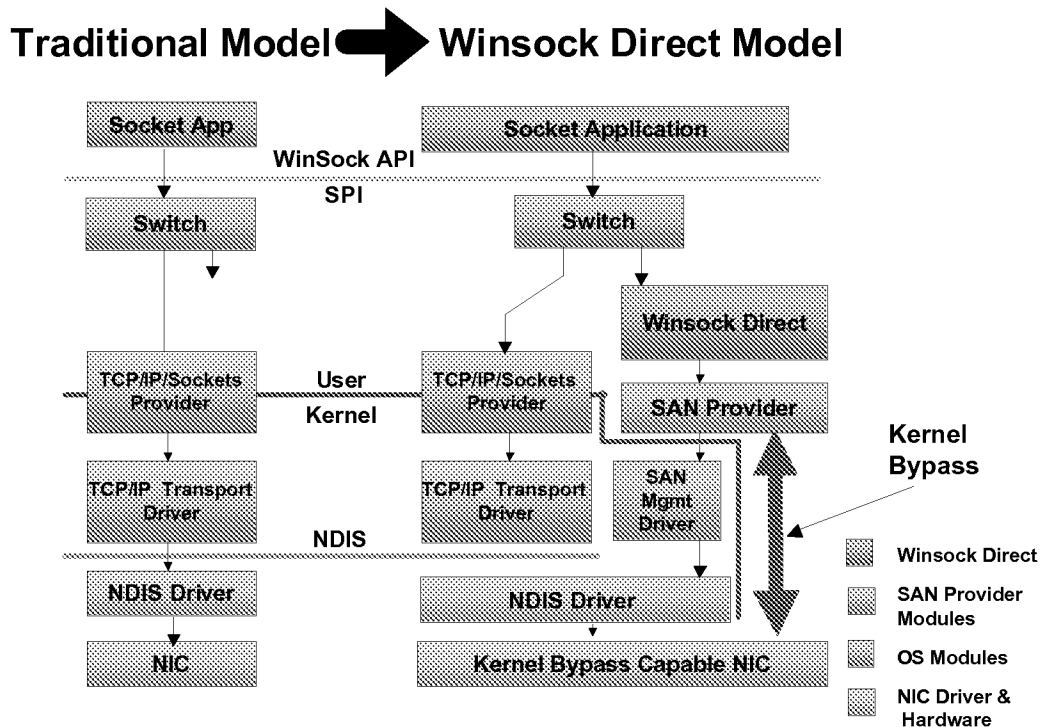 Traditional Model
Winsock Direct Model
Socket App
Socket Application
WinSock API
SPI
Switch
Switch
Winsock Direct
TCP/IP/Sockets
Provider
User
Kernel
TCP/IP/Sockets
Provider
SAN Provider
Kernel
Bypass
TCP/IP Transport
Driver
TCP/IP Transport
Driver
SAN
Mgmt
Driver
NDIS
NDIS Driver
NDIS Driver
NIC
Kernel Bypass Capable NIC
Winsock Direct
SAN Provider
Modules
OS Modules
NIC Driver &
Hardware